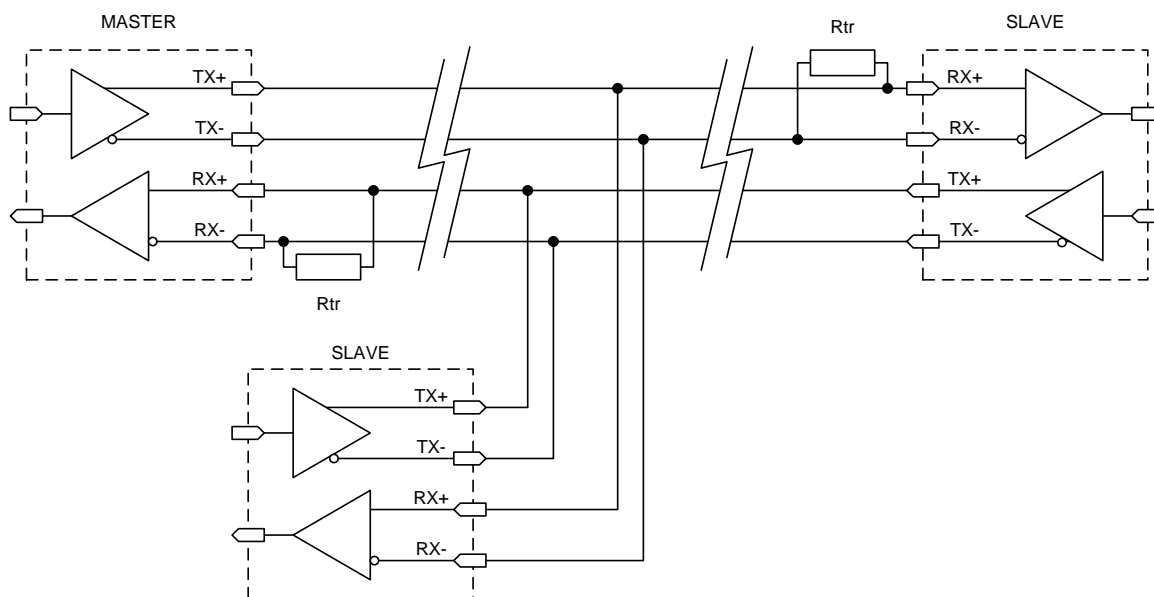 MASTER
Rtr
SLAVE
TX+
RX+
TX-
RX-
RX+
TX+
RX-
TX-
Rtr
SLAVE
TX+
TX-
RX+
RX-